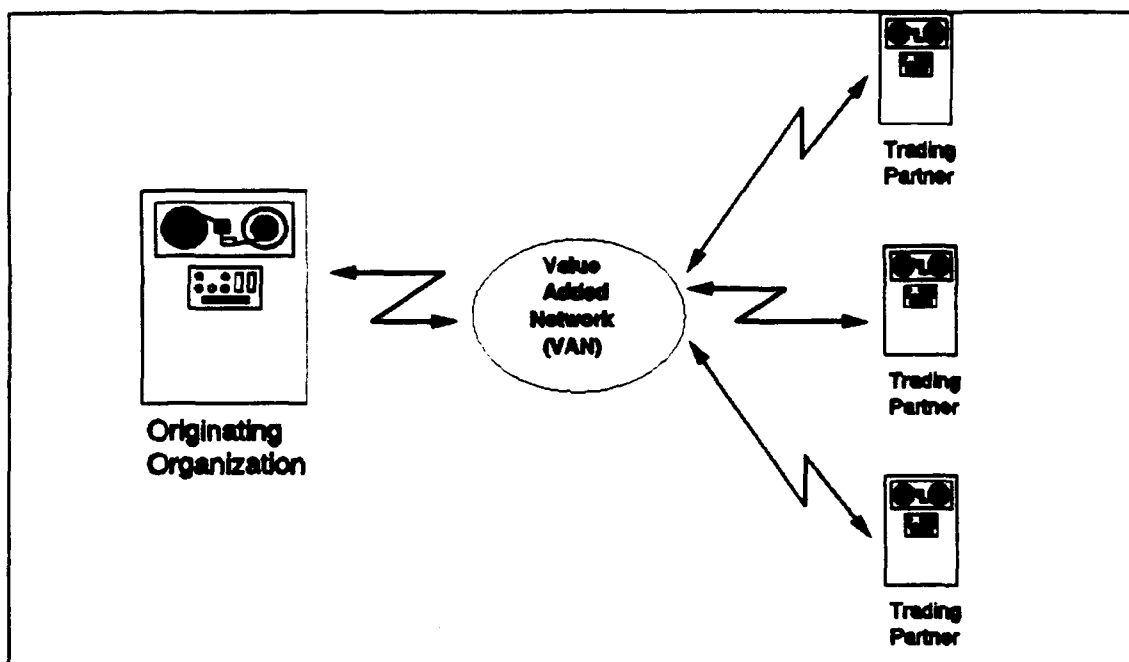 Trading
Partner
Originating
Organization
Value
Added
Network
(VAN)
Trading
Partner
Trading
Partner